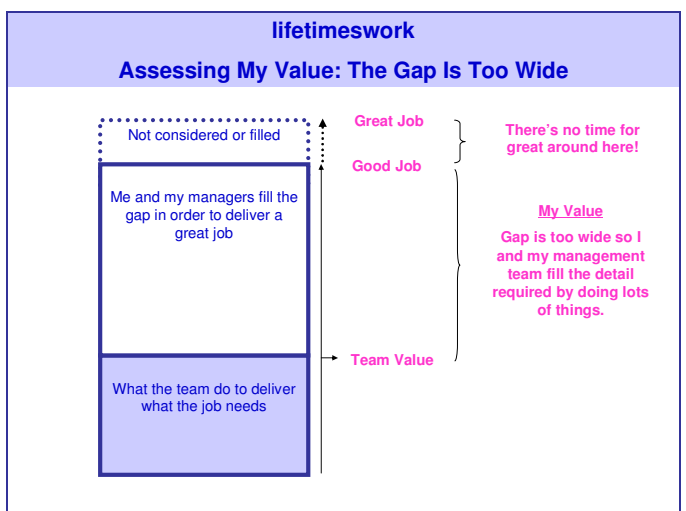 lifetimeswork
Assessing My Value: The Gap Is Too Wide
Not considered or filled
Great Job
There's no time for
great around here!
Good Job
Me and my managers fill the
gap in order to deliver a
great job
My Value
Gap is too wide so I
and my management
team fill the detail
required by doing lots
of things.
Team Value
What the team do to deliver
what the job needs